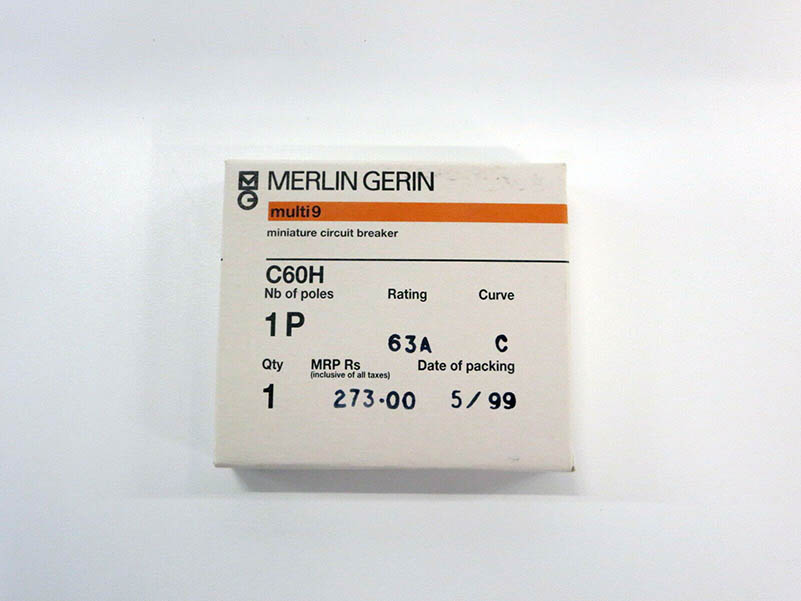 MG MERLIN GERIN
multi9
miniature circuit breaker
C60H
Nb of poles Rating Curve
1P 63A C
Qty MRP Rs Date of packing
(inclusive of all taxes)
1 273.00 5/99